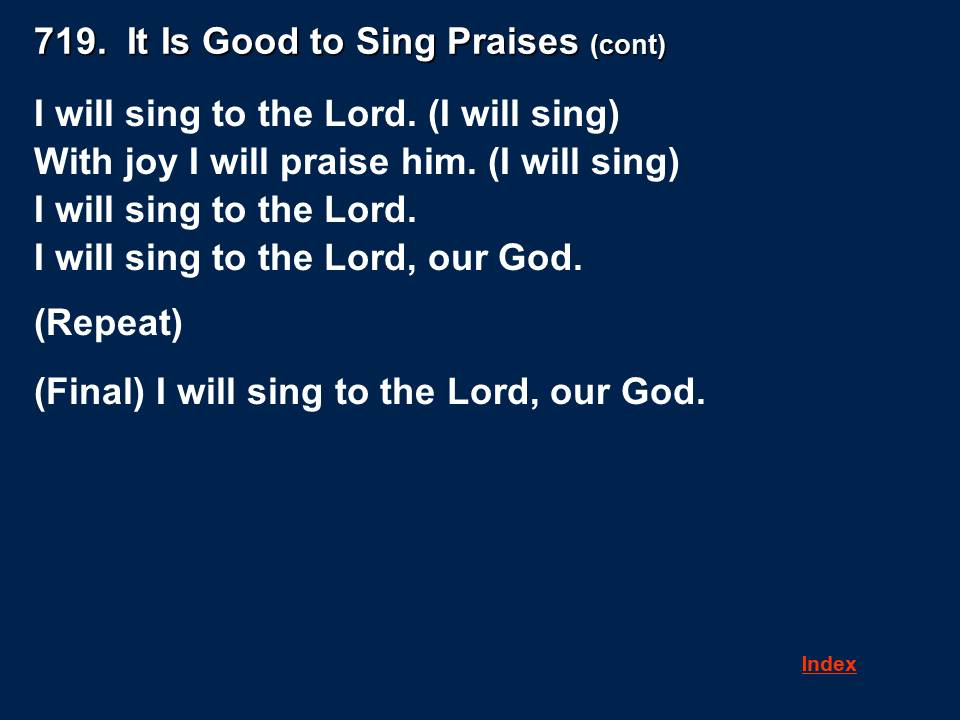 719. It Is Good to Sing Praises (cont)
I will sing to the Lord. (I will sing)
With joy I will praise him. (I will sing)
I will sing to the Lord.
I will sing to the Lord, our God.
(Repeat)
(Final) I will sing to the Lord, our God.
Index